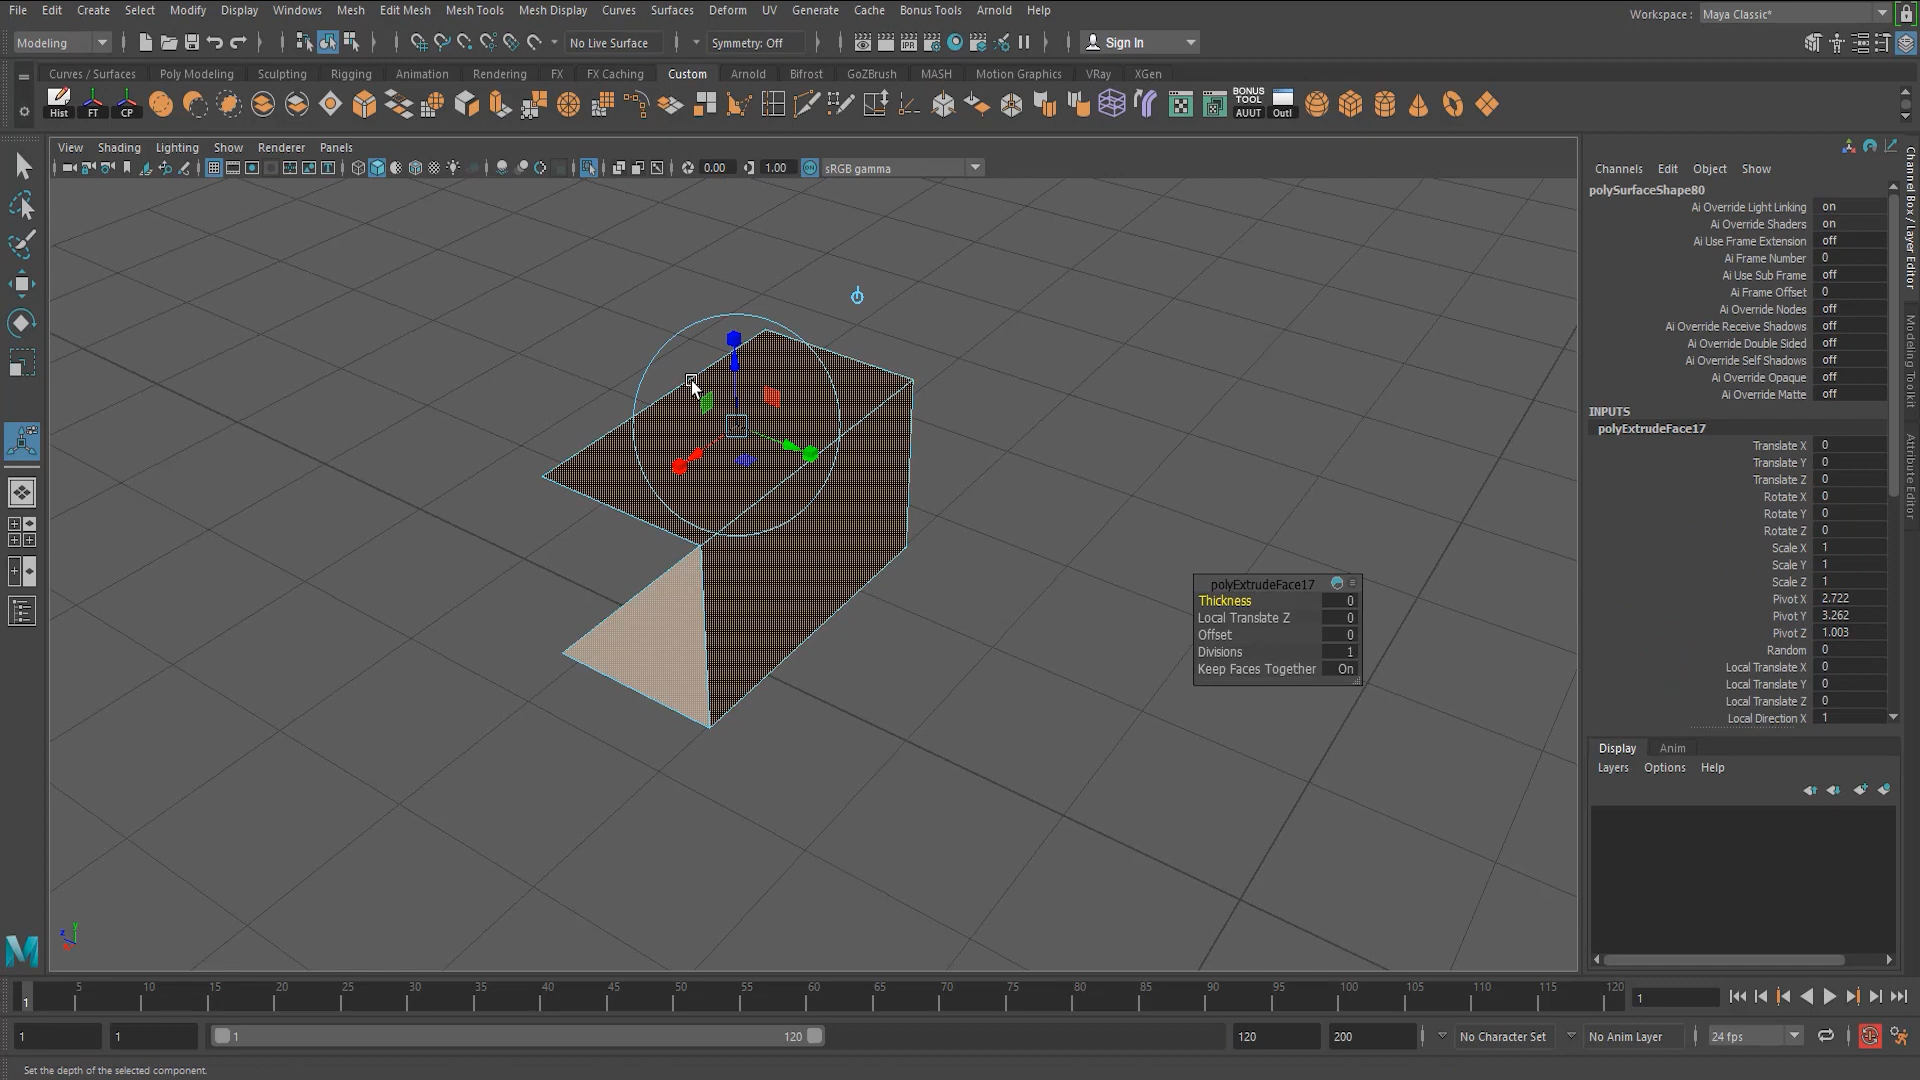 File Edit Create Select Modify Display Windows Mesh Edit Mesh Mesh Tools Mesh Display Curves Surfaces Deform UV Generate Cache Bonus Tools Arnold Help
Workspace : Maya Classic*
Modeling No Live Surface Symmetry: Off Sign In
Curves / Surfaces Poly Modeling Sculpting Rigging Animation Rendering FX FX Caching Custom Arnold Bifrost GoZBrush MASH Motion Graphics VRay XGen
BONUS
TOOL
Hist FT CP AUUT Outl
View Shading Lighting Show Renderer Panels
0.00 1.00 sRGB gamma
Channels Edit Object Show
polySurfaceShape80
Ai Override Light Linking on
Ai Override Shaders on
Ai Use Frame Extension off
Ai Frame Number 0
Ai Use Sub Frame off
Ai Frame Offset 0
Ai Override Nodes off
Ai Override Receive Shadows off
Ai Override Double Sided off
Ai Override Self Shadows off
Ai Override Opaque off
Ai Override Matte off
INPUTS
polyExtrudeFace17
Translate X 0
Translate Y 0
Translate Z 0
Rotate X 0
Rotate Y 0
Rotate Z 0
Scale X 1
Scale Y 1
Scale Z 1
Pivot X 2.722
Pivot Y 3.262
Pivot Z 1.003
Random 0
Local Translate X 0
Local Translate Y 0
Local Translate Z 0
Local Direction X 1
Channel Box / Layer Editor
Modeling Toolkit
Attribute Editor
polyExtrudeFace17
Thickness 0
Local Translate Z 0
Offset 0
Divisions 1
Keep Faces Together On
Display Anim
Layers Options Help
y
z
1 5 10 15 20 25 30 35 40 45 50 55 60 65 70 75 80 85 90 95 100 105 110 115 120 1
1 1 1 120 120 200 No Character Set No Anim Layer 24 fps
Set the depth of the selected component.